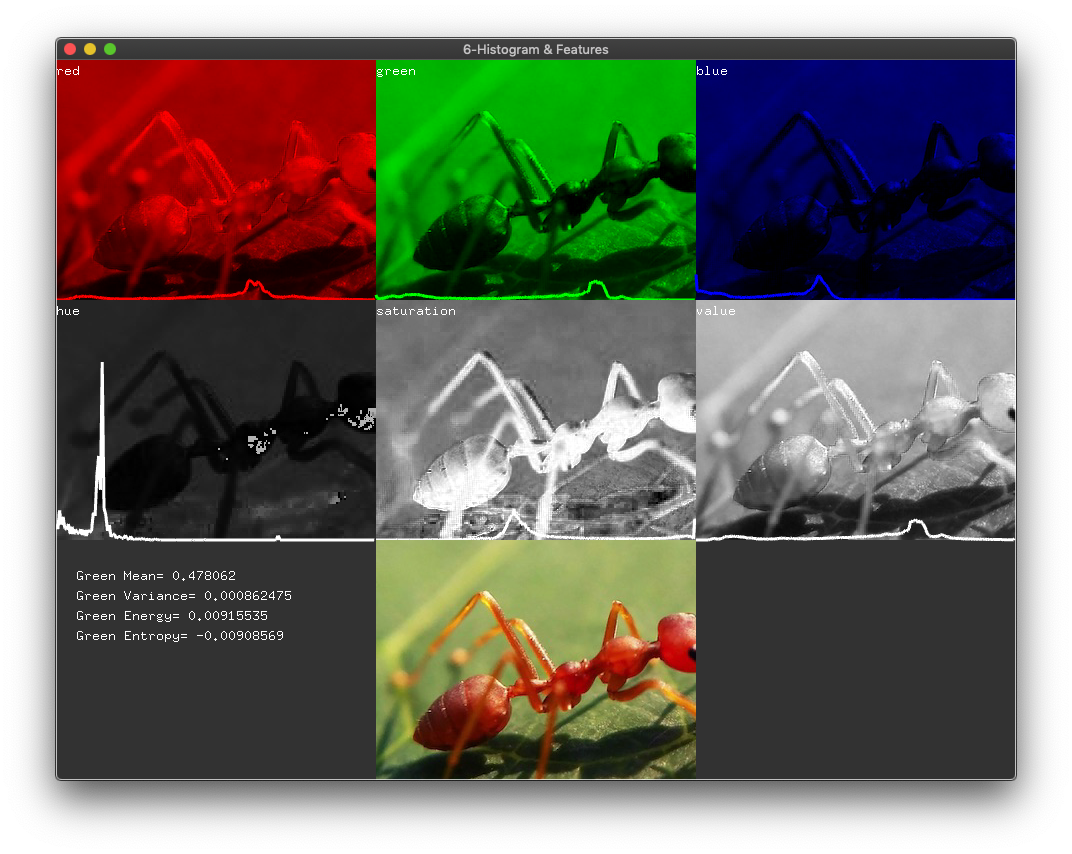 6-Histogram & Features
red
green
blue
hue
saturation
value
Green Mean= 0.478062
Green Variance= 0.000862475
Green Energy= 0.00915535
Green Entropy= -0.00908569